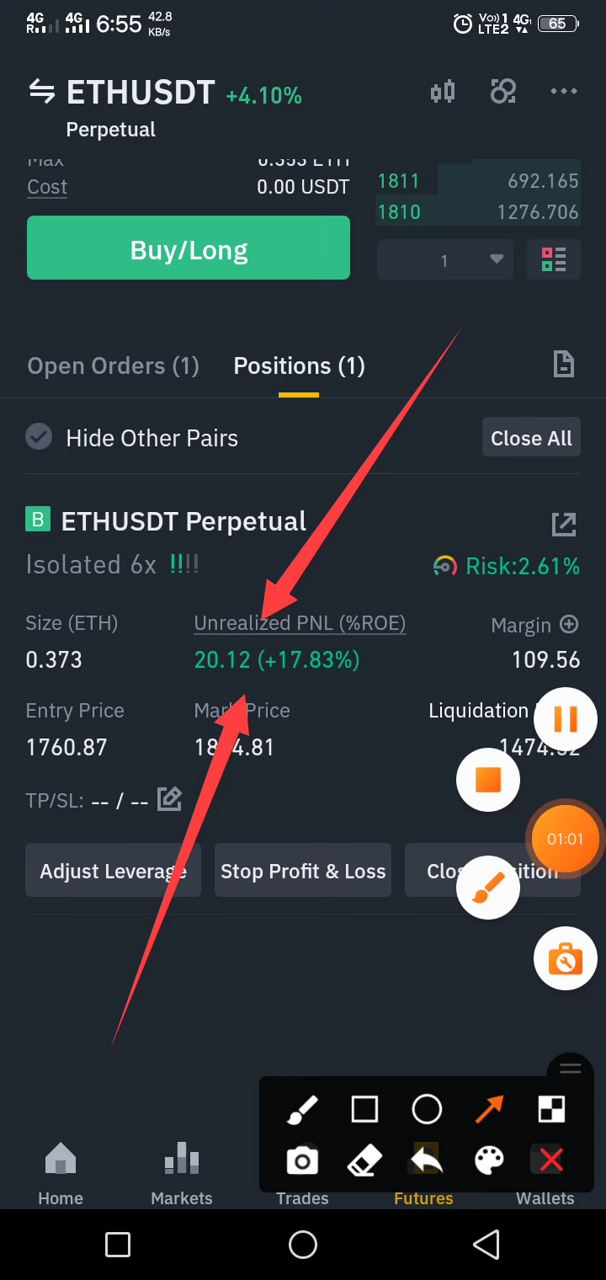 4G R 4G 6:55 42.8 KB/s Vo)) 1 LTE2 4G 65
ETHUSDT +4.10%
Perpetual
Max
Cost 0.00 USDT
1811 692.165
1810 1276.706
Buy/Long
1
Open Orders (1) Positions (1)
Hide Other Pairs Close All
B ETHUSDT Perpetual
Isolated 6x !!!! Risk:2.61%
Size (ETH) Unrealized PNL (%ROE) Margin
0.373 20.12 (+17.83%) 109.56
Entry Price Mark Price Liquidation
1760.87
TP/SL: -- / --
01:01
Adjust Leverage Stop Profit & Loss
Home Markets Trades Futures Wallets